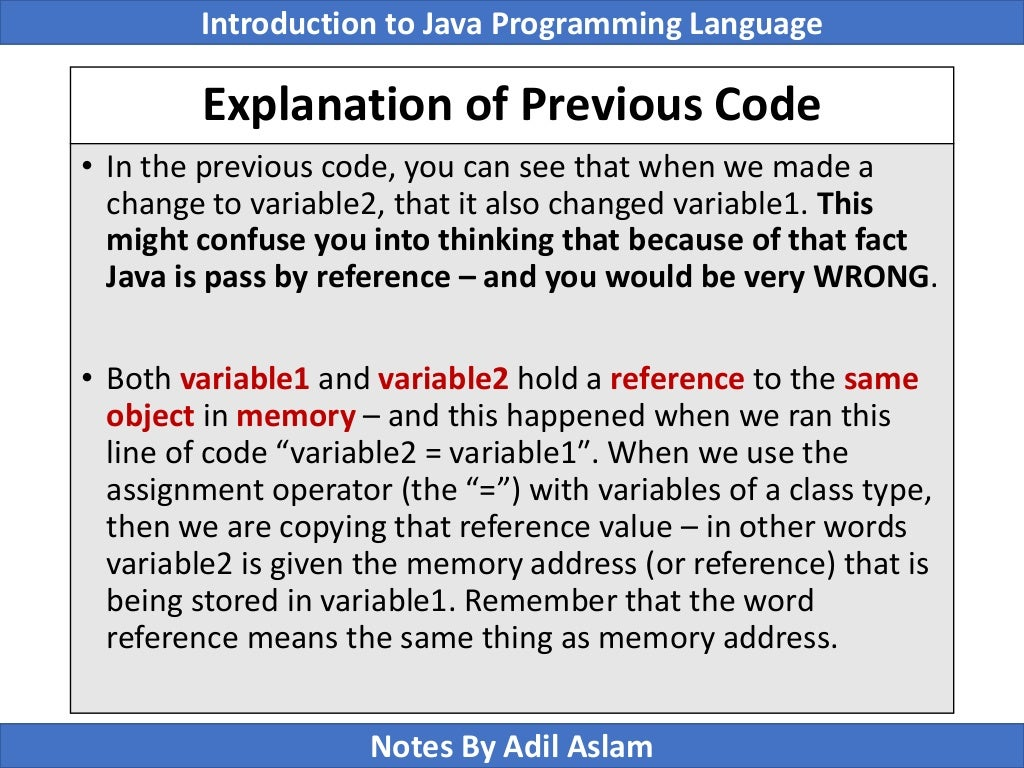 Introduction to Java Programming Language
Explanation of Previous Code
• In the previous code, you can see that when we made a
change to variable2, that it also changed variable1. This
might confuse you into thinking that because of that fact
Java is pass by reference – and you would be very WRONG.
• Both variable1 and variable2 hold a reference to the same
object in memory – and this happened when we ran this
line of code “variable2 = variable1″. When we use the
assignment operator (the “=”) with variables of a class type,
then we are copying that reference value – in other words
variable2 is given the memory address (or reference) that is
being stored in variable1. Remember that the word
reference means the same thing as memory address.
Notes By Adil Aslam